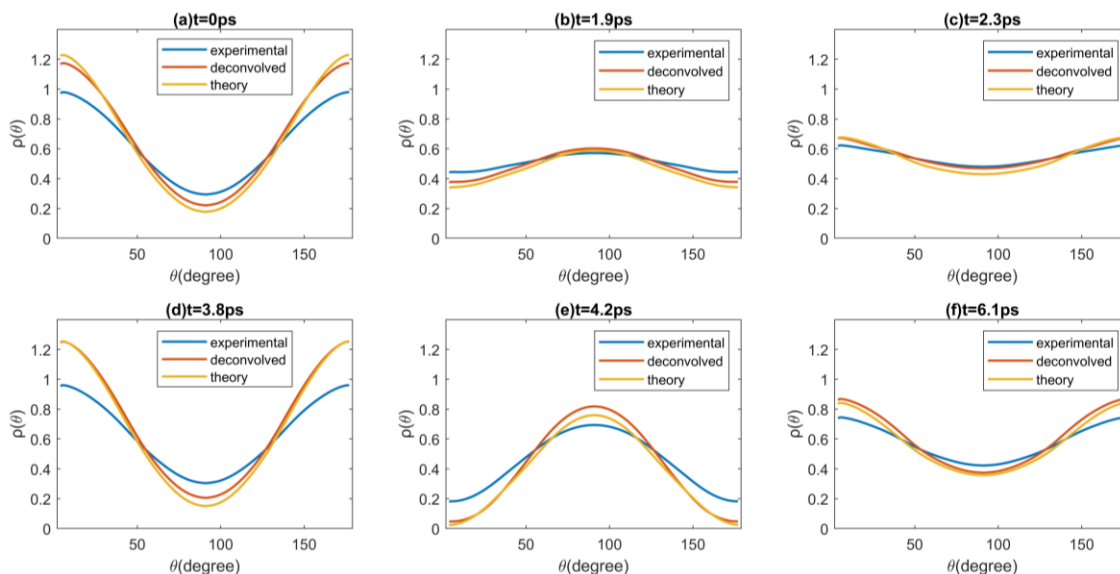 (a)t=0ps
1.2
1
0.8
0.6
0.4
0.2
0
ρ(θ)
50
100
150
θ(degree)
experimental
deconvolved
theory
(b)t=1.9ps
1.2
1
0.8
0.6
0.4
0.2
0
ρ(θ)
50
100
150
θ(degree)
experimental
deconvolved
theory
(c)t=2.3ps
1.2
1
0.8
0.6
0.4
0.2
0
ρ(θ)
50
100
150
θ(degree)
experimental
deconvolved
theory
(d)t=3.8ps
1.2
1
0.8
0.6
0.4
0.2
0
ρ(θ)
50
100
150
θ(degree)
experimental
deconvolved
theory
(e)t=4.2ps
1.2
1
0.8
0.6
0.4
0.2
0
ρ(θ)
50
100
150
θ(degree)
experimental
deconvolved
theory
(f)t=6.1ps
1.2
1
0.8
0.6
0.4
0.2
0
ρ(θ)
50
100
150
θ(degree)
experimental
deconvolved
theory